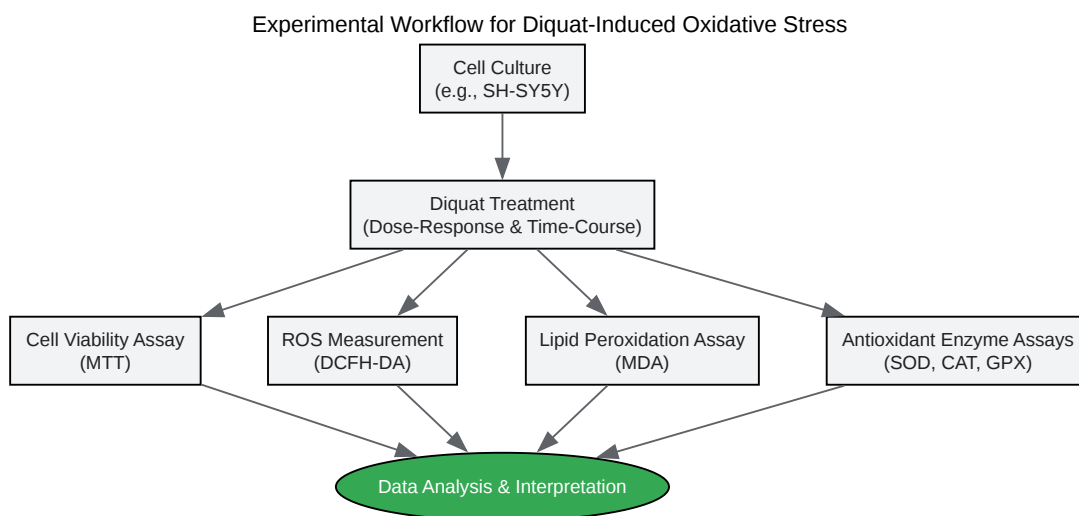 Experimental Workflow for Diquat-Induced Oxidative Stress
Cell Culture
(e.g., SH-SY5Y)
Diquat Treatment
(Dose-Response & Time-Course)
Cell Viability Assay
(MTT)
ROS Measurement
(DCFH-DA)
Lipid Peroxidation Assay
(MDA)
Antioxidant Enzyme Assays
(SOD, CAT, GPX)
Data Analysis & Interpretation